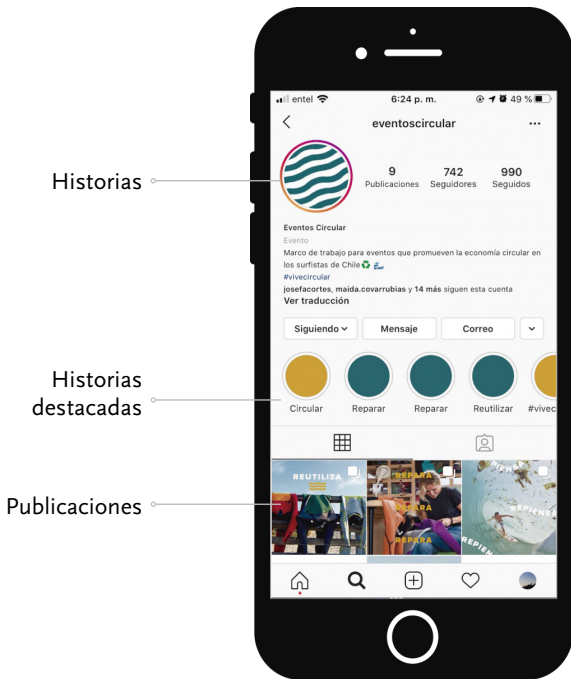 entel
6:24 p. m.
49 %
eventoscircular
...
Historias
9
742
990
Publicaciones
Seguidores
Seguidos
Eventos Circular
Evento
Marco de trabajo para eventos que promueven la economía circular en
los surfistas de Chile
#vivecircular
josefacortes, maida.covarrubias y 14 más siguen esta cuenta
Ver traducción
Siguiendo
Mensaje
Correo
Historias
destacadas
Circular
Reparar
Reparar
Reutilizar
#vivec
Publicaciones
REUTILIZA
REPARA
REPARA
REPARA
PIENSA
REPIENSA
REPIEN